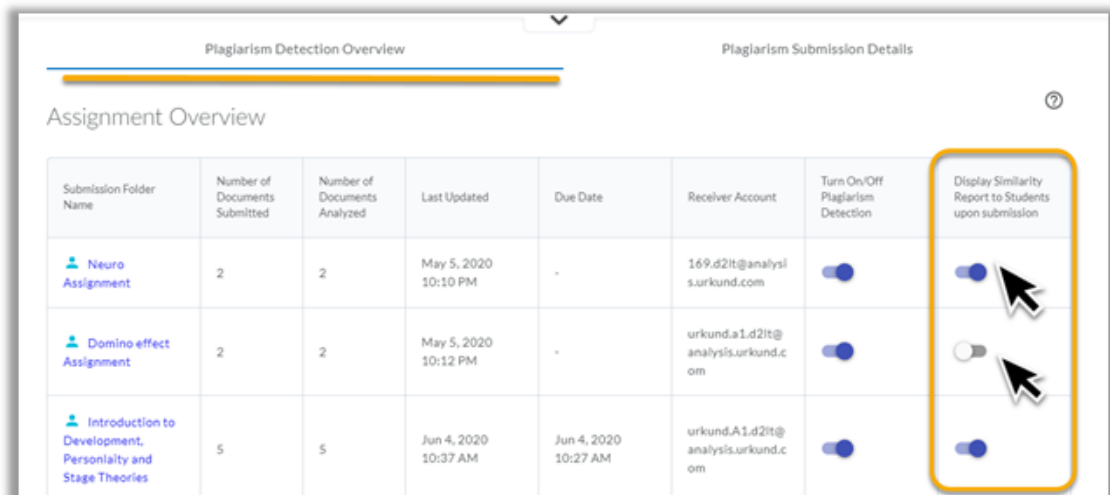 Plagiarism Detection Overview
Plagiarism Submission Details
Assignment Overview
Submission Folder
Name
Number of
Documents
Submitted
Number of
Documents
Analyzed
Last Updated
Due Date
Receiver Account
Turn On/Off
Plagiarism
Detection
Display Similarity
Report to Students
upon submission
Neuro
Assignment
2
2
May 5, 2020
10:10 PM
-
169.d2lt@analysi
s.urkund.com
Domino effect
Assignment
2
2
May 5, 2020
10:12 PM
-
urkund.a1.d2lt@
analysis.urkund.c
om
Introduction to
Development,
Personlaity and
Stage Theories
5
5
Jun 4, 2020
10:37 AM
Jun 4, 2020
10:27 AM
urkund.A1.d2lt@
analysis.urkund.c
om